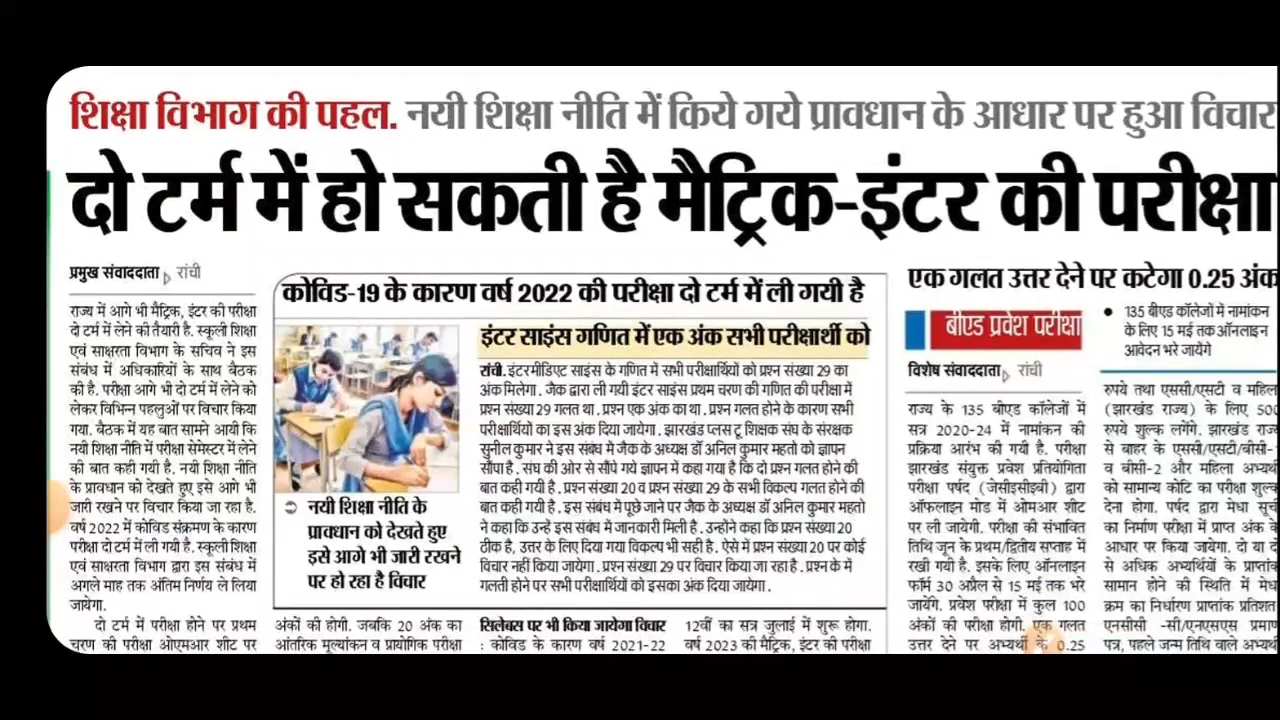 शिक्षा विभाग की पहल. नयी शिक्षा नीति में किये गये प्रावधान के आधार पर हुआ विचार
दो टर्म में हो सकती है मैट्रिक-इंटर की परीक्षा
प्रमुख संवाददाता ▷ रांची
राज्य में आगे भी मैट्रिक, इंटर की परीक्षा
दो टर्म में लेने की तैयारी है. स्कूली शिक्षा
एवं साक्षरता विभाग के सचिव ने इस
संबंध में अधिकारियों के साथ बैठक
की है. परीक्षा आगे भी दो टर्म में लेने को
लेकर विभिन्न पहलुओं पर विचार किया
गया. बैठक में यह बात सामने आयी कि
नयी शिक्षा नीति में परीक्षा सेमेस्टर में लेने
की बात कही गयी है. नयी शिक्षा नीति
के प्रावधान को देखते हुए इसे आगे भी
जारी रखने पर विचार किया जा रहा है.
वर्ष 2022 में कोविड संक्रमण के कारण
परीक्षा दो टर्म में ली गयी है. स्कूली शिक्षा
एवं साक्षरता विभाग द्वारा इस संबंध में
अगले माह तक अंतिम निर्णय ले लिया
जायेगा.
दो टर्म में परीक्षा होने पर प्रथम
चरण की परीक्षा ओएमआर शीट पर
कोविड-19 के कारण वर्ष 2022 की परीक्षा दो टर्म में ली गयी है
नयी शिक्षा नीति के
प्रावधान को देखते हुए
इसे आगे भी जारी रखने
पर हो रहा है विचार
इंटर साइंस गणित में एक अंक सभी परीक्षार्थी को
रांची. इंटरमीडिएट साइंस के गणित में सभी परीक्षार्थियों को प्रश्न संख्या 29 का
अंक मिलेगा. जैक द्वारा ली गयी इंटर साइंस प्रथम चरण की गणित की परीक्षा में
प्रश्न संख्या 29 गलत था. प्रश्न एक अंक का था. प्रश्न गलत होने के कारण सभी
परीक्षार्थियों का इस अंक दिया जायेगा. झारखंड प्लस टू शिक्षक संघ के संरक्षक
सुनील कुमार ने इस संबंध में जैक के अध्यक्ष डॉ अनिल कुमार महतो को ज्ञापन
सौंपा है. संघ की ओर से सौंपे गये ज्ञापन में कहा गया है कि दो प्रश्न गलत होने की
बात कही गयी है. प्रश्न संख्या 20 व प्रश्न संख्या 29 के सभी विकल्प गलत होने की
बात कही गयी है. इस संबंध में पूछे जाने पर जैक के अध्यक्ष डॉ अनिल कुमार महतो
ने कहा कि उन्हें इस संबंध में जानकारी मिली है. उन्होंने कहा कि प्रश्न संख्या 20
ठीक है, उत्तर के लिए दिया गया विकल्प भी सही है. ऐसे में प्रश्न संख्या 20 पर कोई
विचार नहीं किया जायेगा. प्रश्न संख्या 29 पर विचार किया जा रहा है. प्रश्न के में
गलती होने पर सभी परीक्षार्थियों को इसका अंक दिया जायेगा.
अंकों की होगी. जबकि 20 अंक का
आंतरिक मूल्यांकन व प्रायोगिक परीक्षा
सिलेबस पर भी किया जायेगा विचार
: कोविड के कारण वर्ष 2021-22
12वीं का सत्र जुलाई में शुरू होगा.
वर्ष 2023 की मैट्रिक, इंटर की परीक्षा
एक गलत उत्तर देने पर कटेगा 0.25 अंक
बीएड प्रवेश परीक्षा
• 135 बीएड कॉलेजों में नामांकन
के लिए 15 मई तक ऑनलाइन
आवेदन भरे जायेंगे
विशेष संवाददाता ▷ रांची
राज्य के 135 बीएड कॉलेजों में
सत्र 2020-24 में नामांकन की
प्रक्रिया आरंभ की गयी है. परीक्षा
झारखंड संयुक्त प्रवेश प्रतियोगिता
परीक्षा पर्षद (जेसीइसीइबी) द्वारा
ऑफलाइन मोड में ओमआर शीट
पर ली जायेगी. परीक्षा की संभावित
तिथि जून के प्रथम/द्वितीय सप्ताह में
रखी गयी है. इसके लिए ऑनलाइन
फॉर्म 30 अप्रैल से 15 मई तक भरे
जायेंगे. प्रवेश परीक्षा में कुल 100
अंकों की परीक्षा होगी. एक गलत
उत्तर देने पर अभ्यर्थी के 0.25
रुपये तथा एससी/एसटी व महिल
(झारखंड राज्य) के लिए 500
रुपये शुल्क लगेंगे. झारखंड राज्य
से बाहर के एससी/एसटी/बीसी-
व बीसी-2 और महिला अभ्यर्थी
को सामान्य कोटि का परीक्षा शुल्क
देना होगा. पर्षद द्वारा मेधा सूची
का निर्माण परीक्षा में प्राप्त अंक के
आधार पर किया जायेगा. दो या दो
से अधिक अभ्यर्थियों के प्राप्तांक
सामान होने की स्थिति में मेधा
क्रम का निर्धारण प्राप्तांक प्रतिशत
एनसीसी -सी/एनएसएस प्रमाण
पत्र, पहले जन्म तिथि वाले अभ्यर्थी